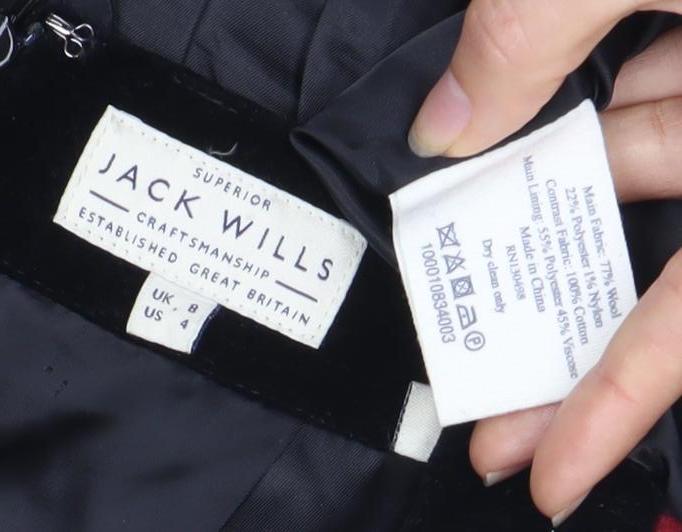 SUPERIOR
JACK WILLS
CRAFTSMANSHIP
ESTABLISHED GREAT BRITAIN
UK 8
US 4
Main Fabric: 77% Wool
22% Polyester 1% Nylon
Contrast Fabric: 100% Cotton
Main Lining: 55% Polyester 45% Viscose
Made in China
RN130498
Dry clean only
P
100010834003